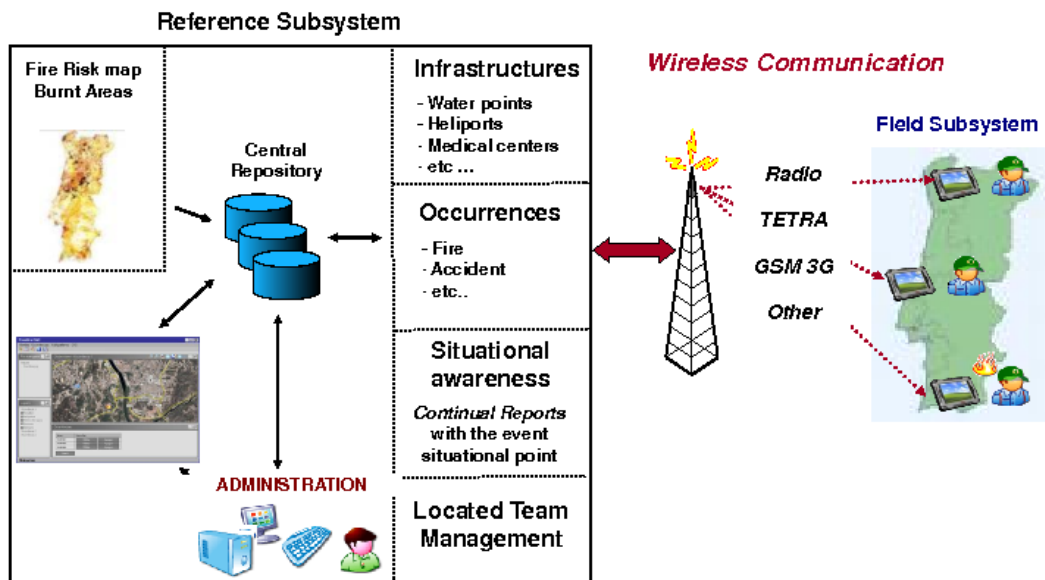 Reference Subsystem
Fire Risk map
Burnt Areas
Central
Repository
ADMINISTRATION
Infrastructures
- Water points
- Heliports
- Medical centers
- etc ...
Occurrences
- Fire
- Accident
- etc..
Situational
awareness
Continual Reports
with the event
situational point
Located Team
Management
Wireless Communication
Radio
TETRA
GSM 3G
Other
Field Subsystem